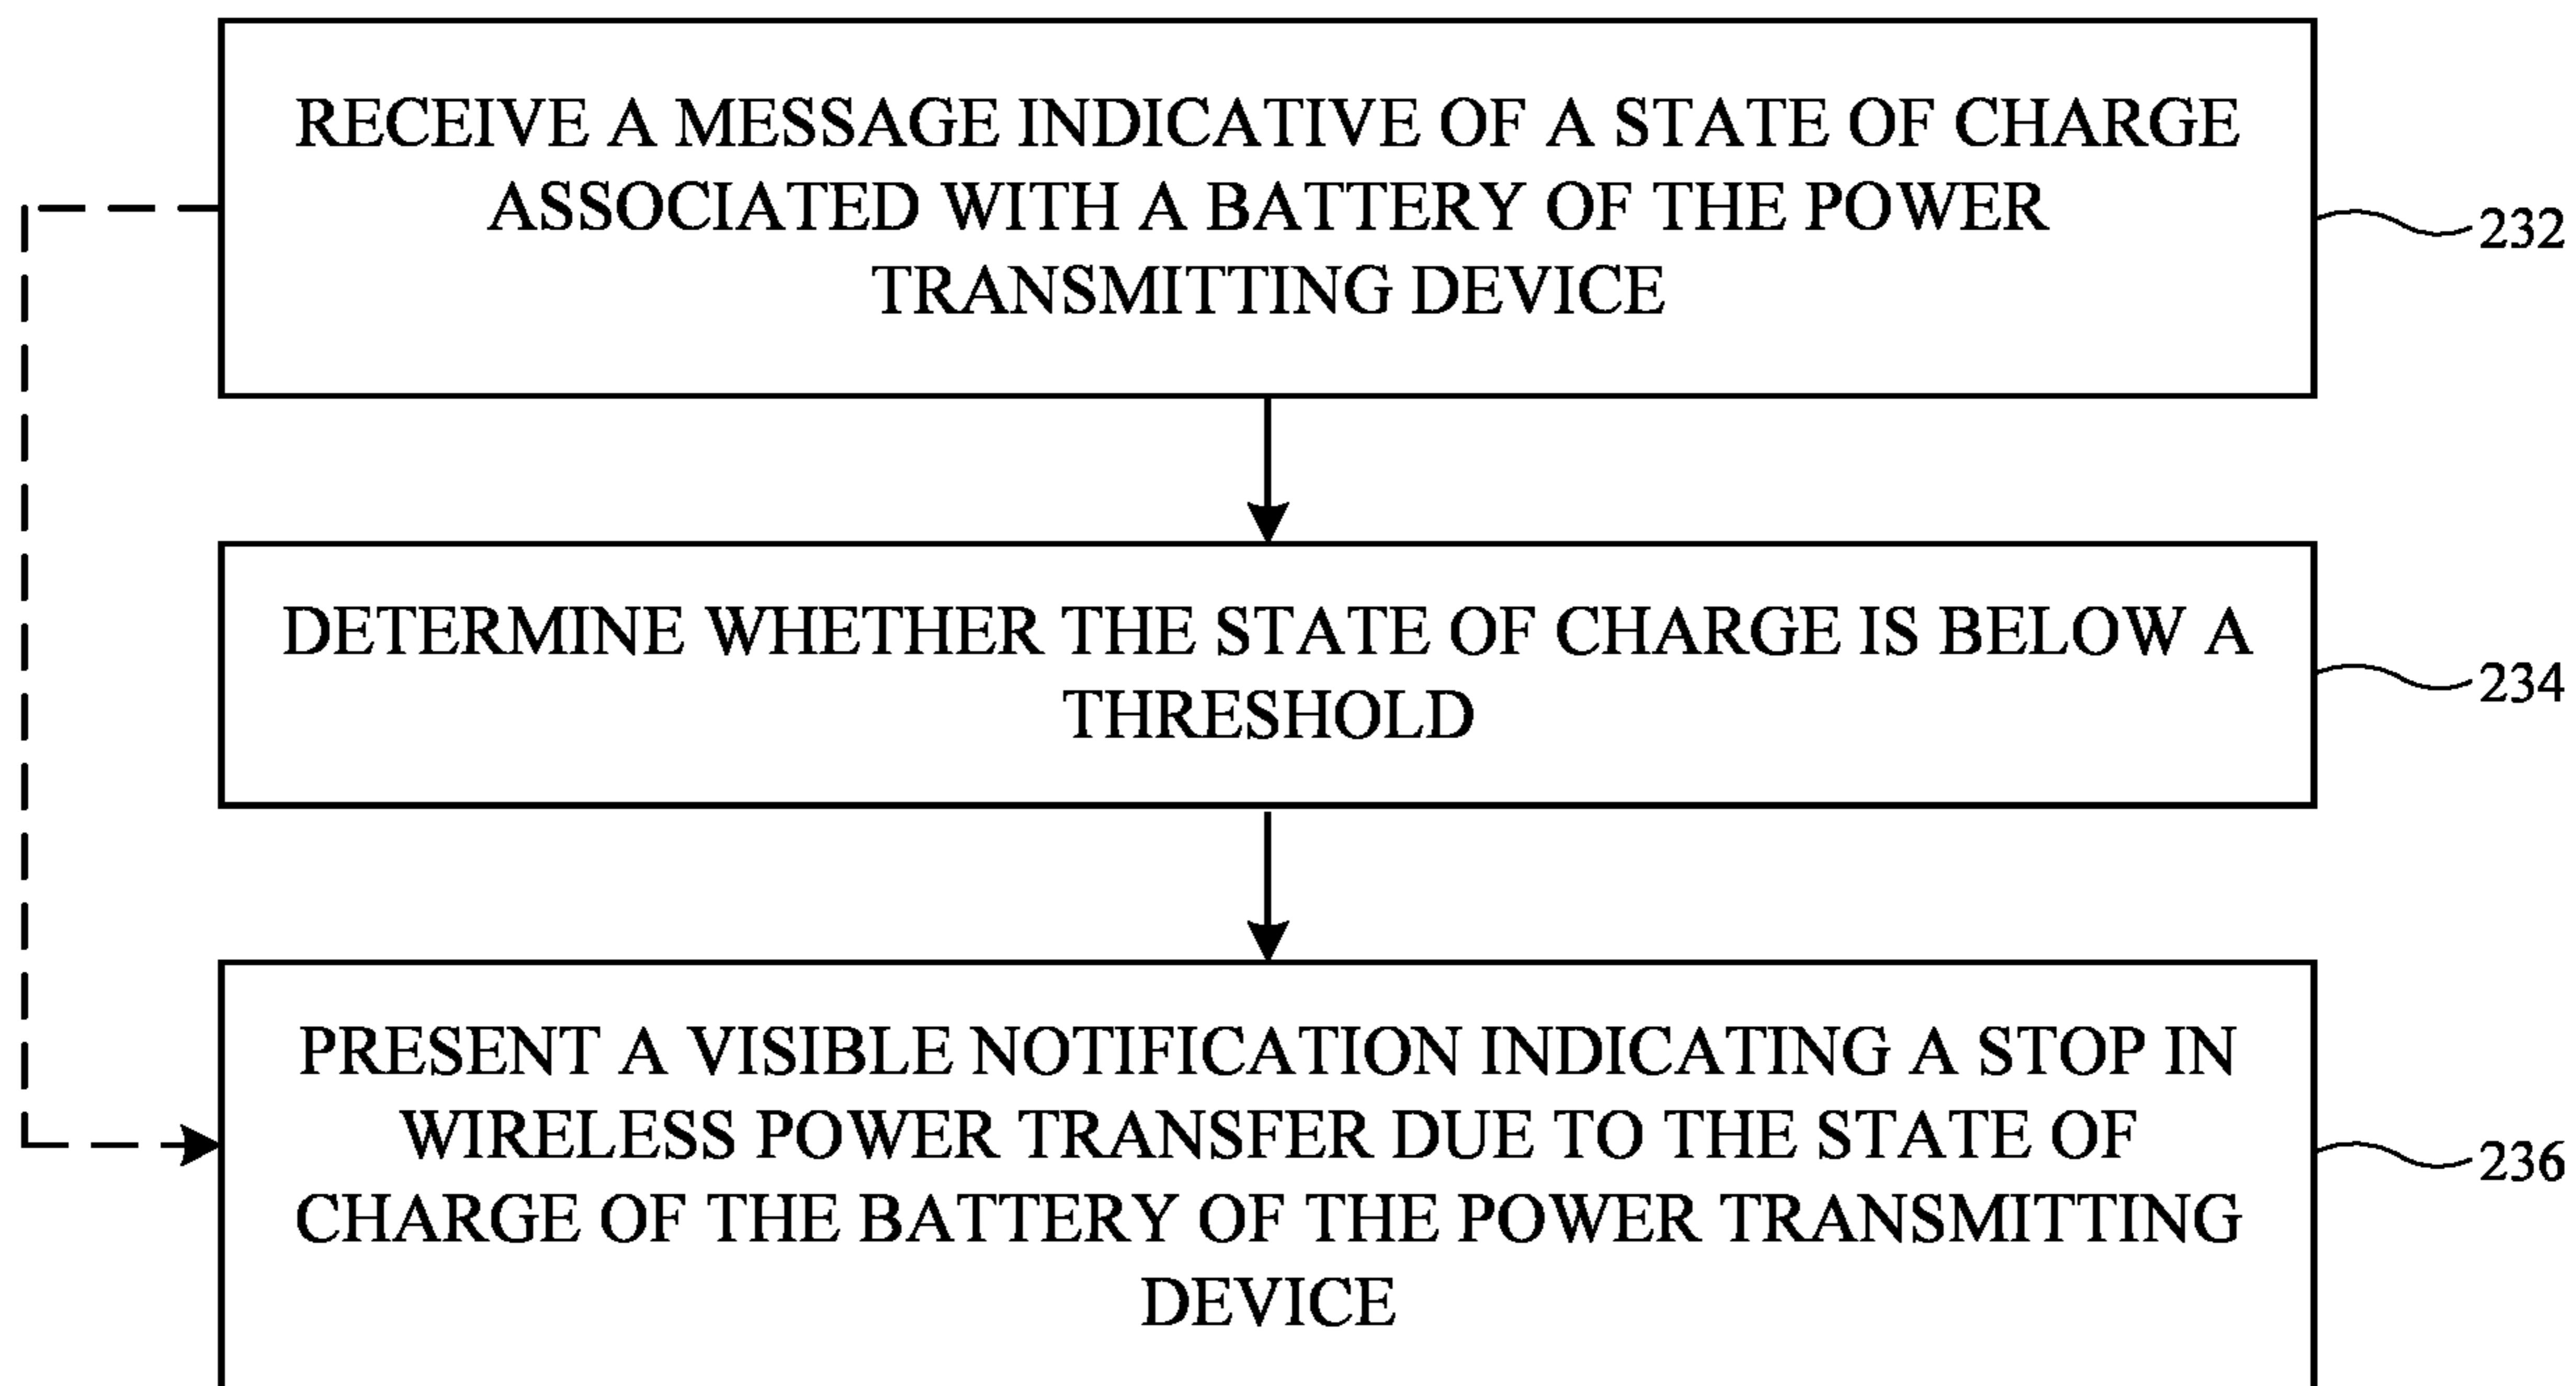 RECEIVE A MESSAGE INDICATIVE OF A STATE OF CHARGE
ASSOCIATED WITH A BATTERY OF THE POWER
TRANSMITTING DEVICE
232
DETERMINE WHETHER THE STATE OF CHARGE IS BELOW A
THRESHOLD
234
PRESENT A VISIBLE NOTIFICATION INDICATING A STOP IN
WIRELESS POWER TRANSFER DUE TO THE STATE OF
CHARGE OF THE BATTERY OF THE POWER TRANSMITTING
DEVICE
236